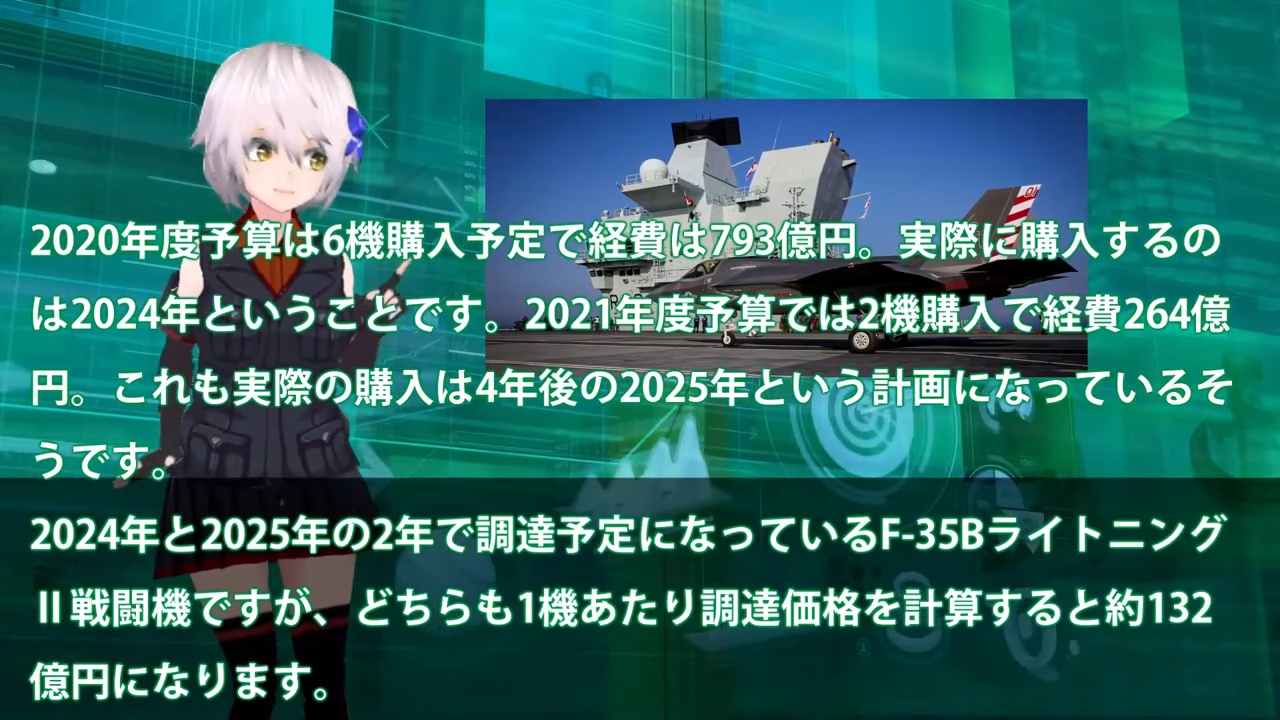 2020年度予算は6機購入予定で経費は793億円。実際に購入するの
は2024年ということです。2021年度予算では2機購入で経費264億
円。これも実際の購入は4年後の2025年という計画になっているそ
うです。
2024年と2025年の2年で調達予定になっているF-35Bライトニング
Ⅱ戦闘機ですが、どちらも1機あたり調達価格を計算すると約132
億円になります。